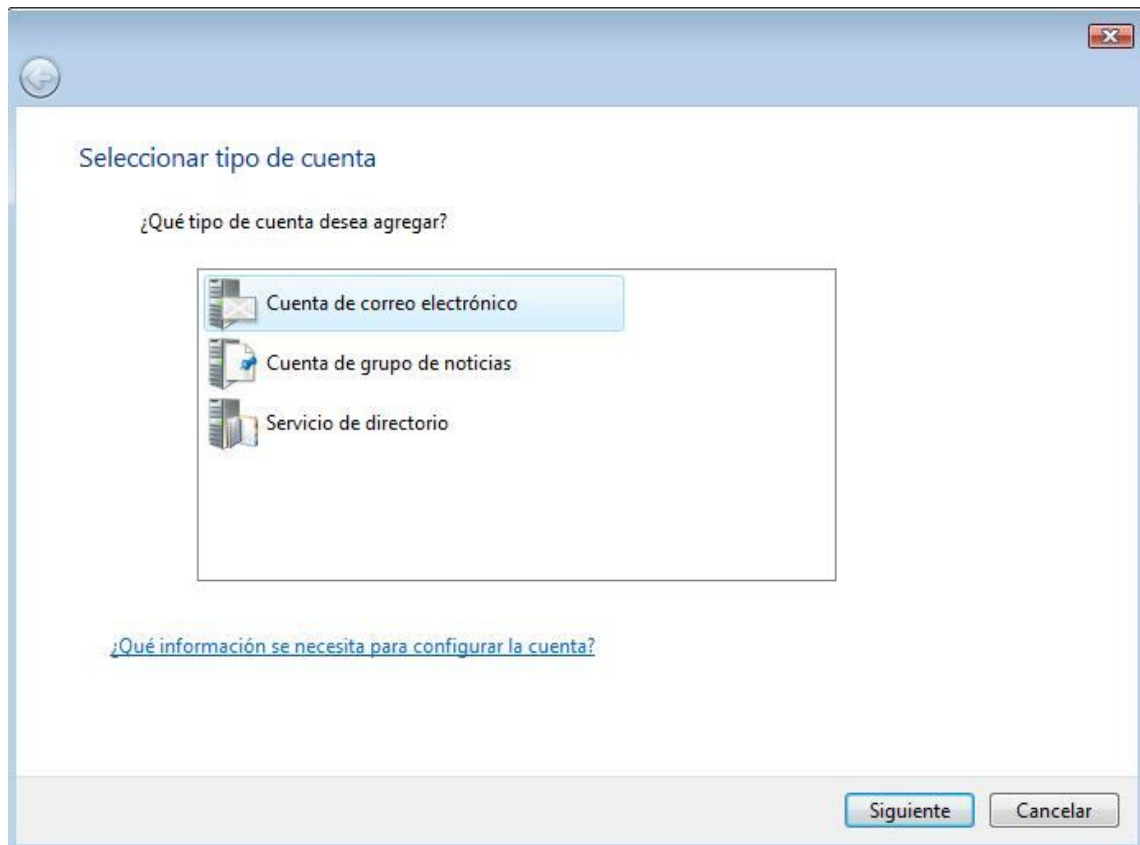 Seleccionar tipo de cuenta
¿Qué tipo de cuenta desea agregar?
Cuenta de correo electrónico
Cuenta de grupo de noticias
Servicio de directorio
¿Qué información se necesita para configurar la cuenta?
Siguiente
Cancelar